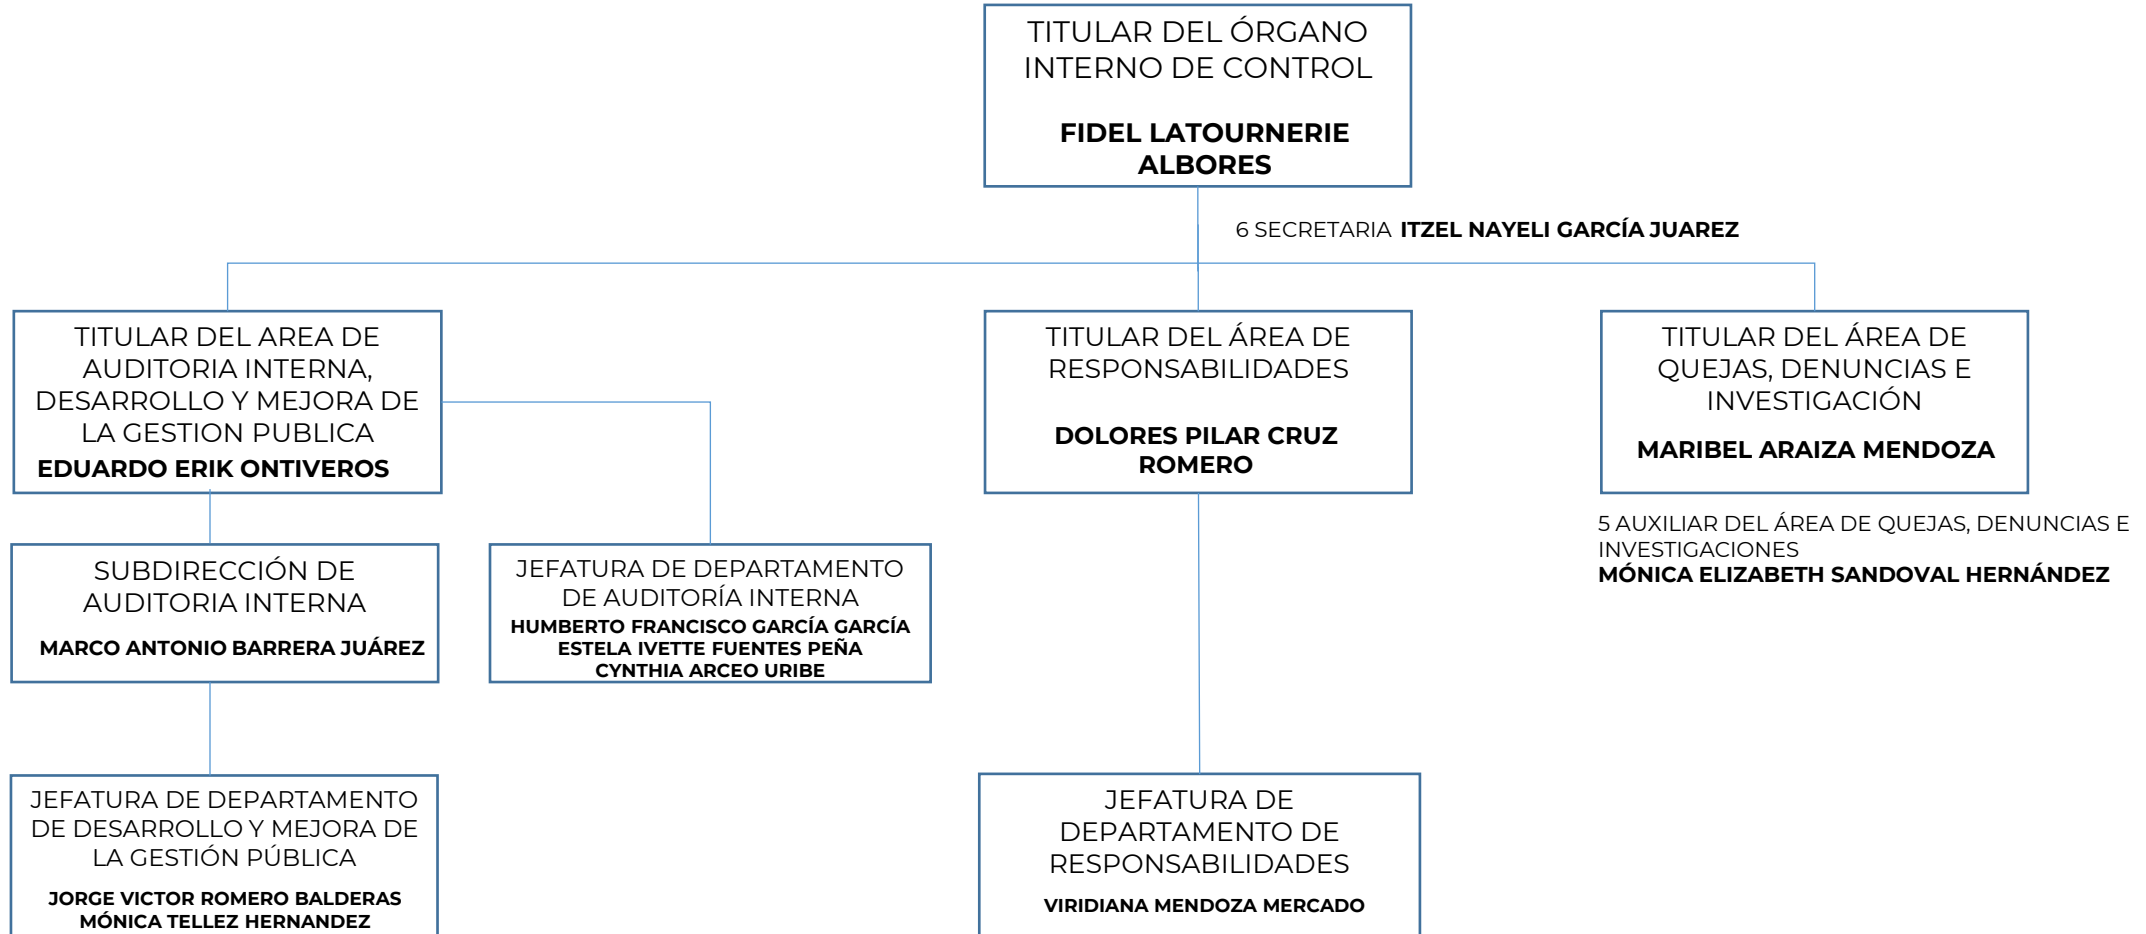 TITULAR DEL ÓRGANO
INTERNO DE CONTROL
FIDEL LATOURNERIE
ALBORES
6 SECRETARIA ITZEL NAYELI GARCÍA JUAREZ
TITULAR DEL AREA DE
AUDITORIA INTERNA,
DESARROLLO Y MEJORA DE
LA GESTION PUBLICA
EDUARDO ERIK ONTIVEROS
TITULAR DEL ÁREA DE
RESPONSABILIDADES
DOLORES PILAR CRUZ
ROMERO
TITULAR DEL ÁREA DE
QUEJAS, DENUNCIAS E
INVESTIGACIÓN
MARIBEL ARAIZA MENDOZA
5 AUXILIAR DEL ÁREA DE QUEJAS, DENUNCIAS E
INVESTIGACIONES
MÓNICA ELIZABETH SANDOVAL HERNÁNDEZ
SUBDIRECCIÓN DE
AUDITORIA INTERNA
MARCO ANTONIO BARRERA JUÁREZ
JEFATURA DE DEPARTAMENTO
DE AUDITORÍA INTERNA
HUMBERTO FRANCISCO GARCÍA GARCÍA
ESTELA IVETTE FUENTES PEÑA
CYNTHIA ARCEO URIBE
JEFATURA DE DEPARTAMENTO
DE DESARROLLO Y MEJORA DE
LA GESTIÓN PÚBLICA
JORGE VICTOR ROMERO BALDERAS
MÓNICA TELLEZ HERNANDEZ
JEFATURA DE
DEPARTAMENTO DE
RESPONSABILIDADES
VIRIDIANA MENDOZA MERCADO